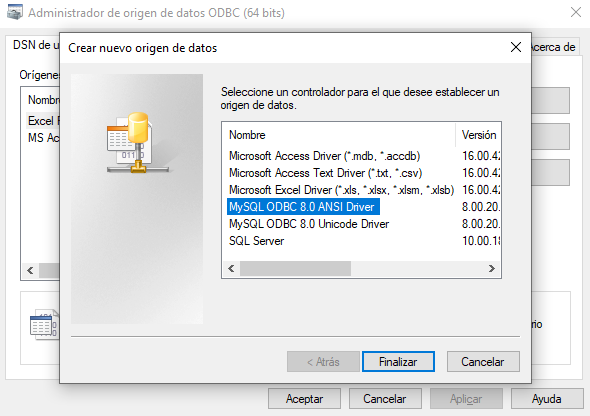 Administrador de origen de datos ODBC (64 bits)
DSN de u
Acerca de
Crear nuevo origen de datos
Orígenes
Nombr
Excel F
MS Ac
Seleccione un controlador para el que desee establecer un
origen de datos.
Nombre Versión
Microsoft Access Driver (*.mdb, *.accdb) 16.00.42
Microsoft Access Text Driver (*.txt, *.csv) 16.00.42
Microsoft Excel Driver (*.xls, *.xlsx, *.xlsm, *.xlsb) 16.00.42
MySQL ODBC 8.0 ANSI Driver 8.00.20.
MySQL ODBC 8.0 Unicode Driver 8.00.20.
SQL Server 10.00.18
rio
< Atrás Finalizar Cancelar
Aceptar Cancelar Aplicar Ayuda